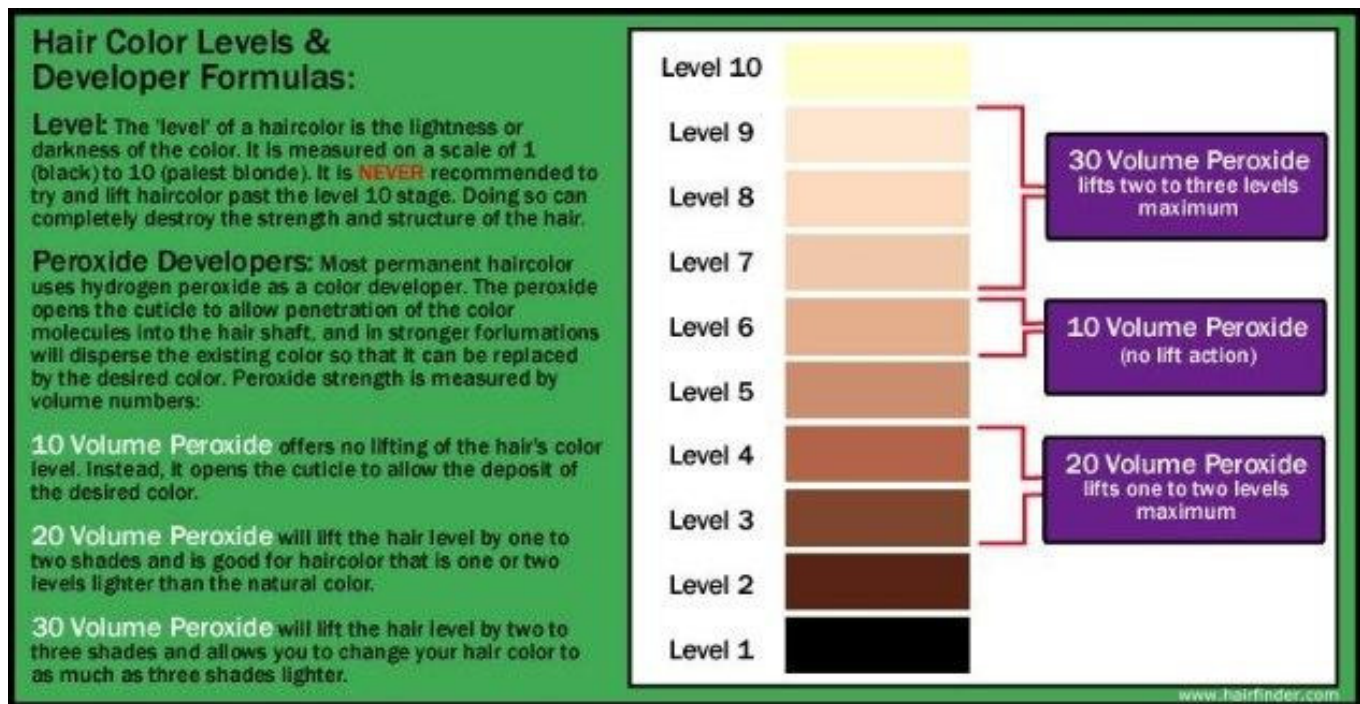 Hair Color Levels &
Developer Formulas:
Level: The 'level' of a haircolor is the lightness or
darkness of the color. It is measured on a scale of 1
(black) to 10 (palest blonde). It is NEVER recommended to
try and lift haircolor past the level 10 stage. Doing so can
completely destroy the strength and structure of the hair.
Peroxide Developers: Most permanent haircolor
uses hydrogen peroxide as a color developer. The peroxide
opens the cuticle to allow penetration of the color
molecules into the hair shaft, and in stronger forlumations
will disperse the existing color so that it can be replaced
by the desired color. Peroxide strength is measured by
volume numbers:
10 Volume Peroxide offers no lifting of the hair's color
level. Instead, it opens the cuticle to allow the deposit of
the desired color.
20 Volume Peroxide will lift the hair level by one to
two shades and is good for haircolor that is one or two
levels lighter than the natural color.
30 Volume Peroxide will lift the hair level by two to
three shades and allows you to change your hair color to
as much as three shades lighter.
Level 10
Level 9
Level 8
Level 7
Level 6
Level 5
Level 4
Level 3
Level 2
Level 1
30 Volume Peroxide
lifts two to three levels
maximum
10 Volume Peroxide
(no lift action)
20 Volume Peroxide
lifts one to two levels
maximum
www.hairfinder.com